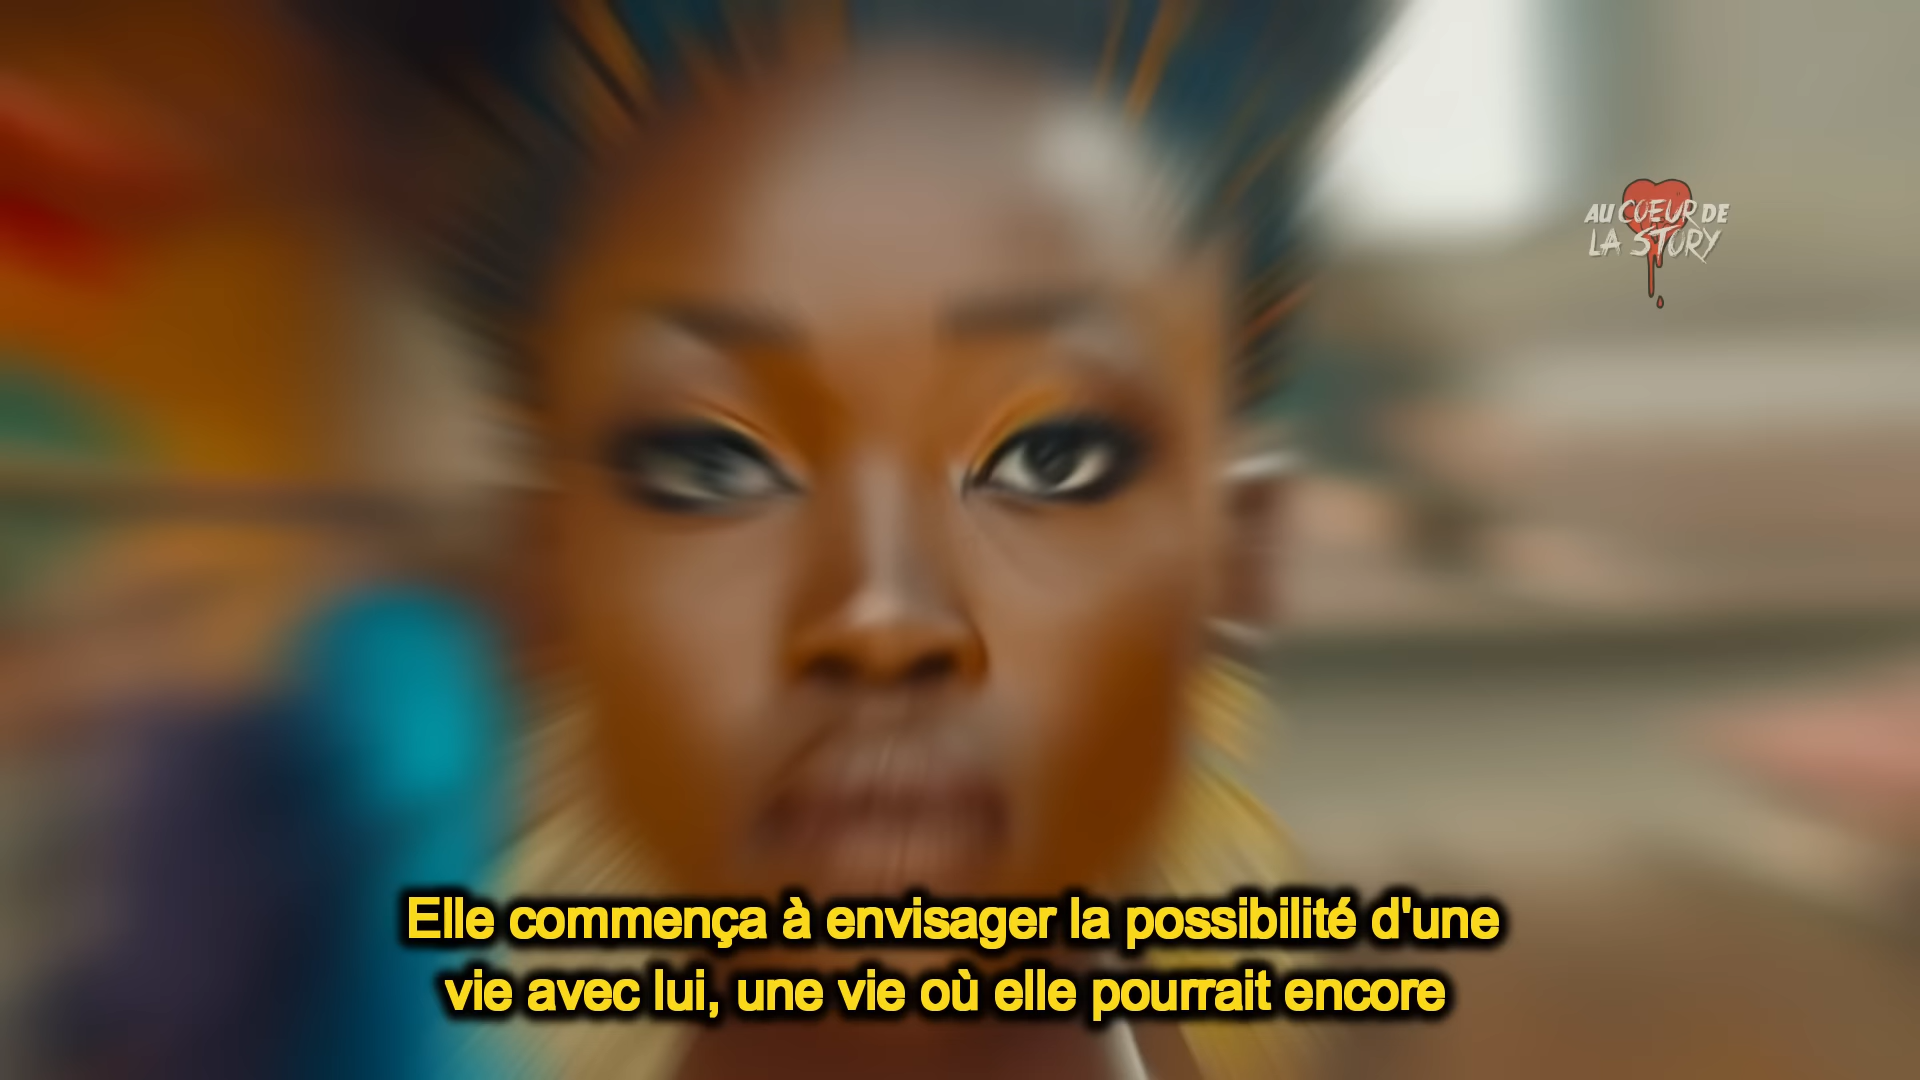 AU COEUR DE
LA STORY
Elle commença à envisager la possibilité d'une
vie avec lui, une vie où elle pourrait encore